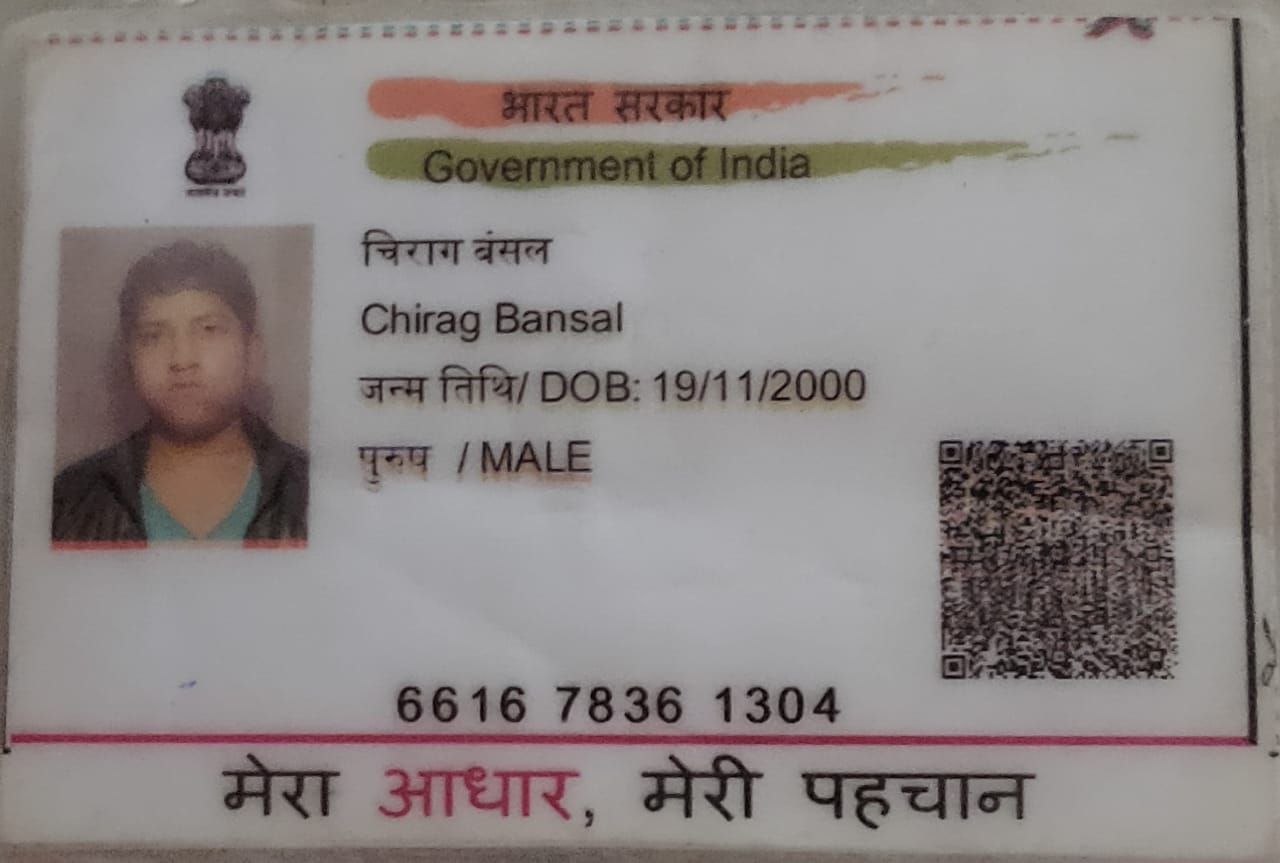 भारत सरकार
Government of India
चिराग बंसल
Chirag Bansal
जन्म तिथि/ DOB: 19/11/2000
पुरुष / MALE
6616 7836 1304
मेरा आधार, मेरी पहचान